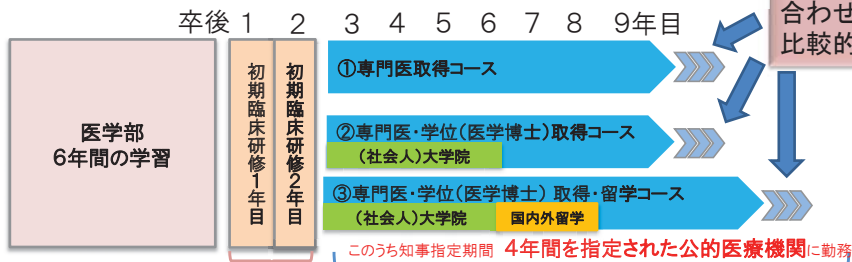 卒後 1 2 3 4 5 6 7 8 9年目
合わせ
比較的
医学部
6年間の学習
初期臨床研修1年目
初期臨床研修2年目
①専門医取得コース
②専門医・学位(医学博士)取得コース
(社会人)大学院
③専門医・学位(医学博士) 取得・留学コース
(社会人)大学院
国内外留学
このうち知事指定期間 4年間を指定された公的医療機関に勤務